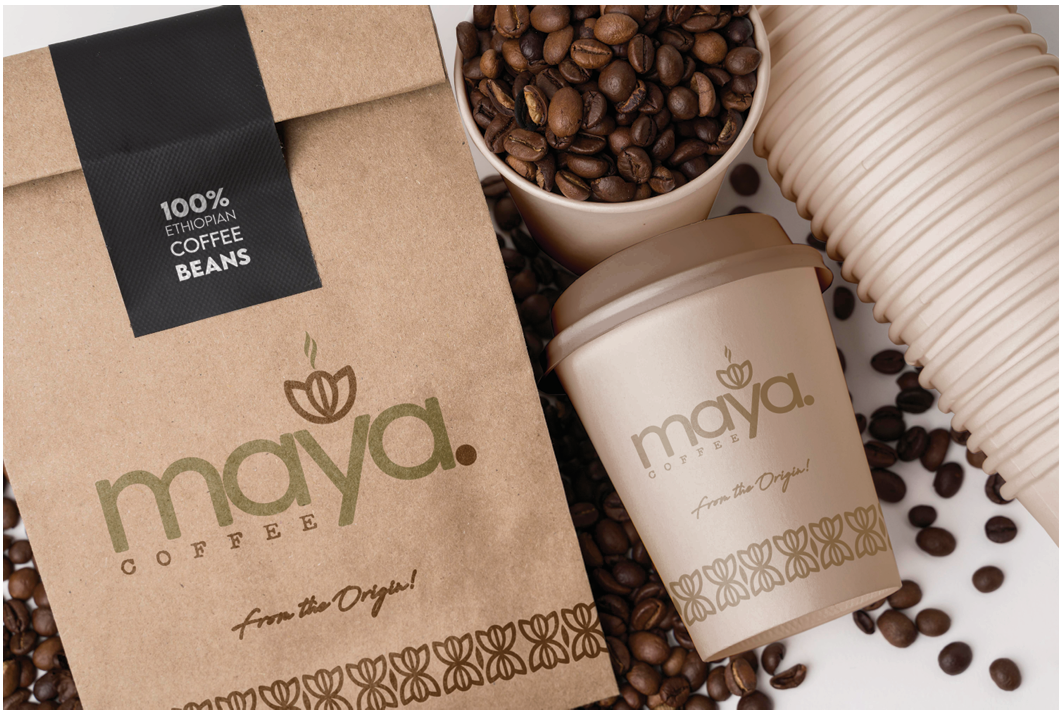 100%
ETHIOPIAN
COFFEE
BEANS
maya.
COFFEE
from the Origin!
maya.
COFFEE
from the Origin!